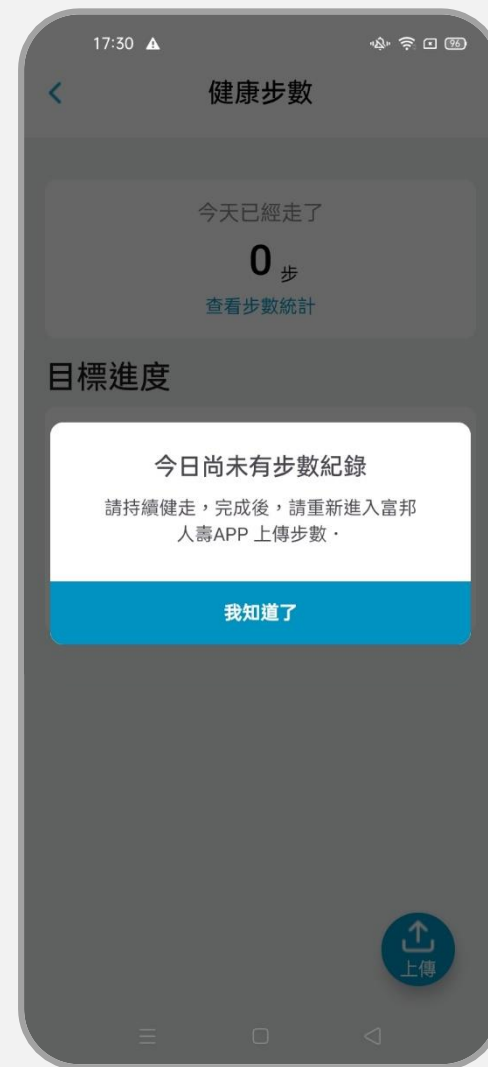 17:30
96
健康步數
今天已經走了
0 步
查看步數統計
目標進度
今日尚未有步數紀錄
請持續健走，完成後，請重新進入富邦
人壽APP 上傳步數．
我知道了
上傳